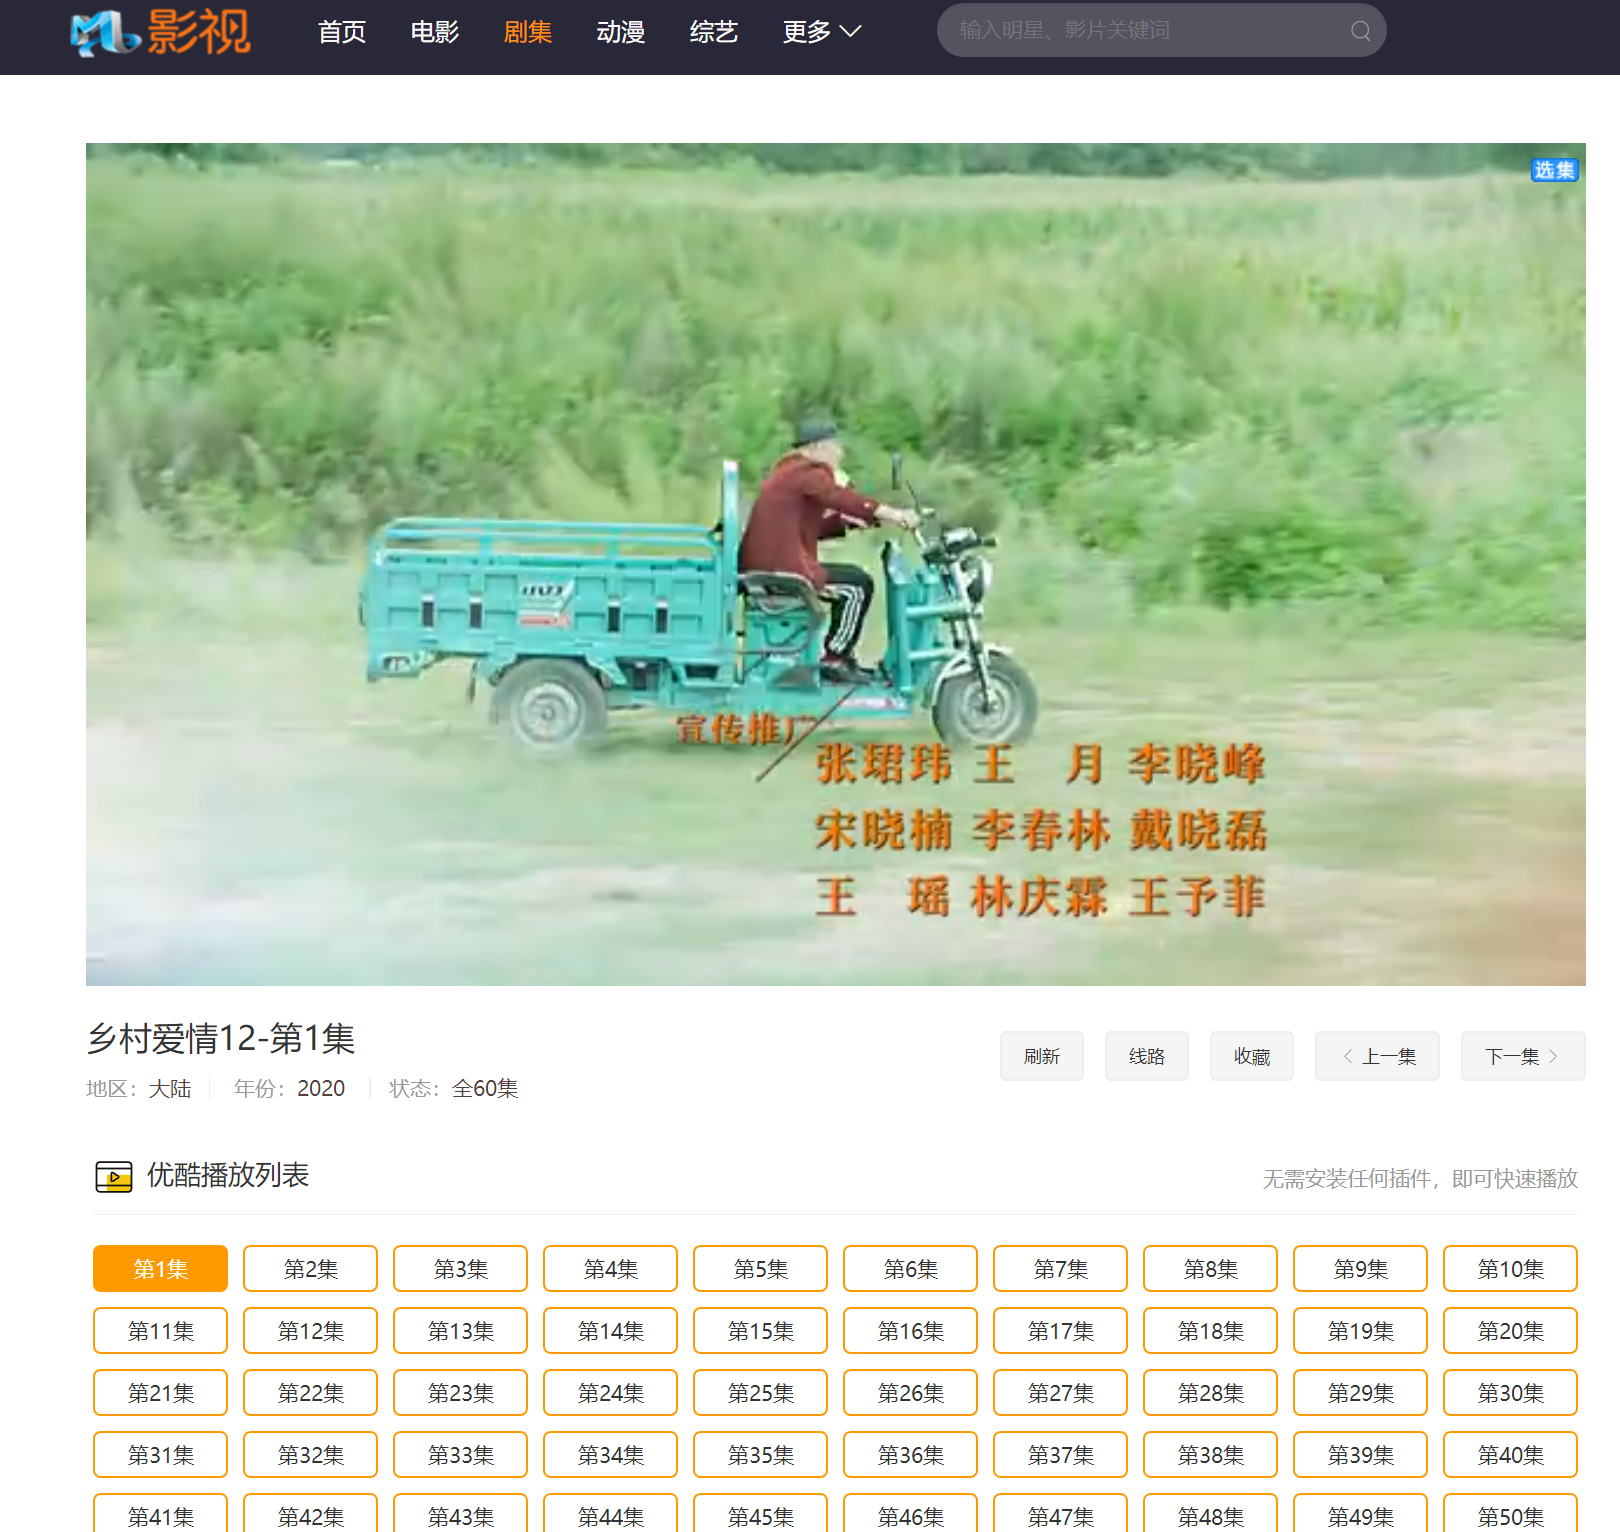 影视 首页 电影 剧集 动漫 综艺 更多 输入明星、影片关键词
选集
宣传推广
张珺玮 王 月 李晓峰
宋晓楠 李春林 戴晓磊
王 瑶 林庆霖 王予菲
乡村爱情12-第1集
刷新 线路 收藏 上一集 下一集
地区：大陆 年份：2020 状态：全60集
优酷播放列表
无需安装任何插件，即可快速播放
第1集 第2集 第3集 第4集 第5集 第6集 第7集 第8集 第9集 第10集
第11集 第12集 第13集 第14集 第15集 第16集 第17集 第18集 第19集 第20集
第21集 第22集 第23集 第24集 第25集 第26集 第27集 第28集 第29集 第30集
第31集 第32集 第33集 第34集 第35集 第36集 第37集 第38集 第39集 第40集
第41集 第42集 第43集 第44集 第45集 第46集 第47集 第48集 第49集 第50集